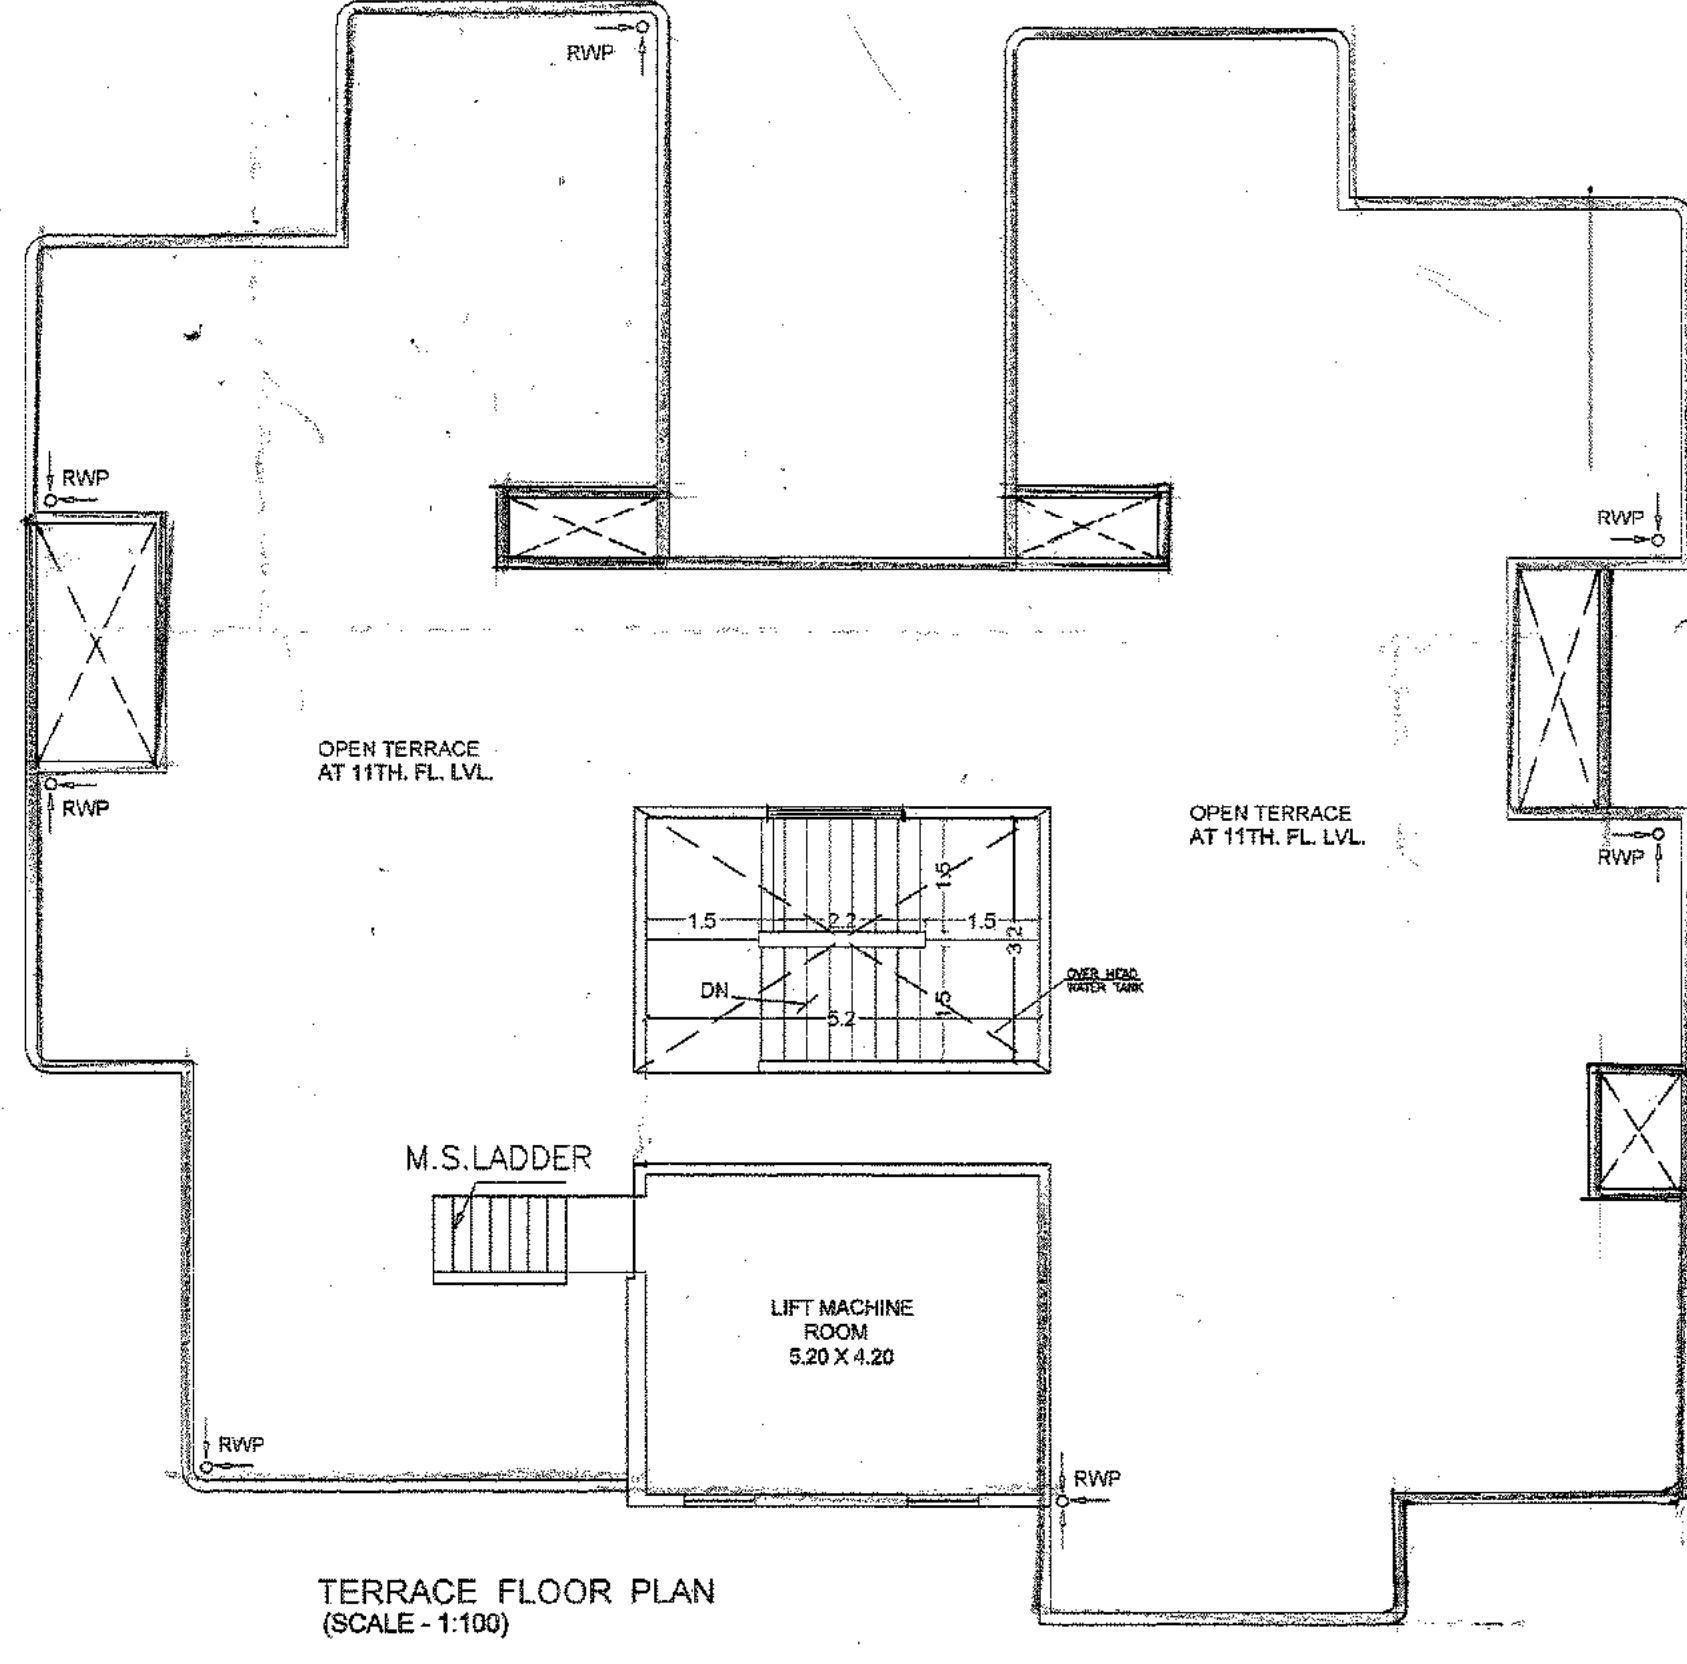 RWP
RWP
RWP
OPEN TERRACE
AT 11TH. FL. LVL.
RWP
OPEN TERRACE
AT 11TH. FL. LVL.
RWP
RWP
1.5
1.5
2.2
1.5
3.2
OVER HEAD
WATER TANK
DN
1.5
5.2
M.S.LADDER
LIFT MACHINE
ROOM
5.20 X 4.20
RWP
RWP
TERRACE FLOOR PLAN
(SCALE - 1:100)